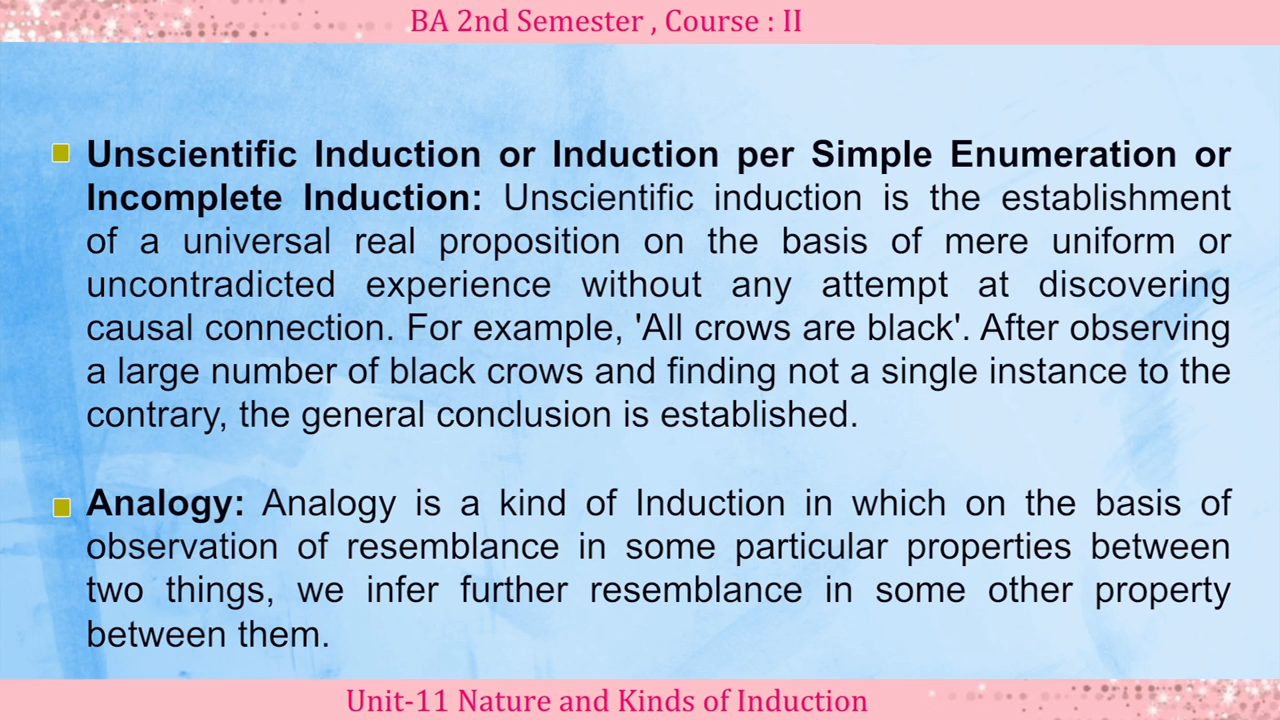 BA 2nd Semester , Course : II
Unscientific Induction or Induction per Simple Enumeration or
Incomplete Induction: Unscientific induction is the establishment
of a universal real proposition on the basis of mere uniform or
uncontradicted experience without any attempt at discovering
causal connection. For example, 'All crows are black'. After observing
a large number of black crows and finding not a single instance to the
contrary, the general conclusion is established.
Analogy: Analogy is a kind of Induction in which on the basis of
observation of resemblance in some particular properties between
two things, we infer further resemblance in some other property
between them.
Unit-11 Nature and Kinds of Induction